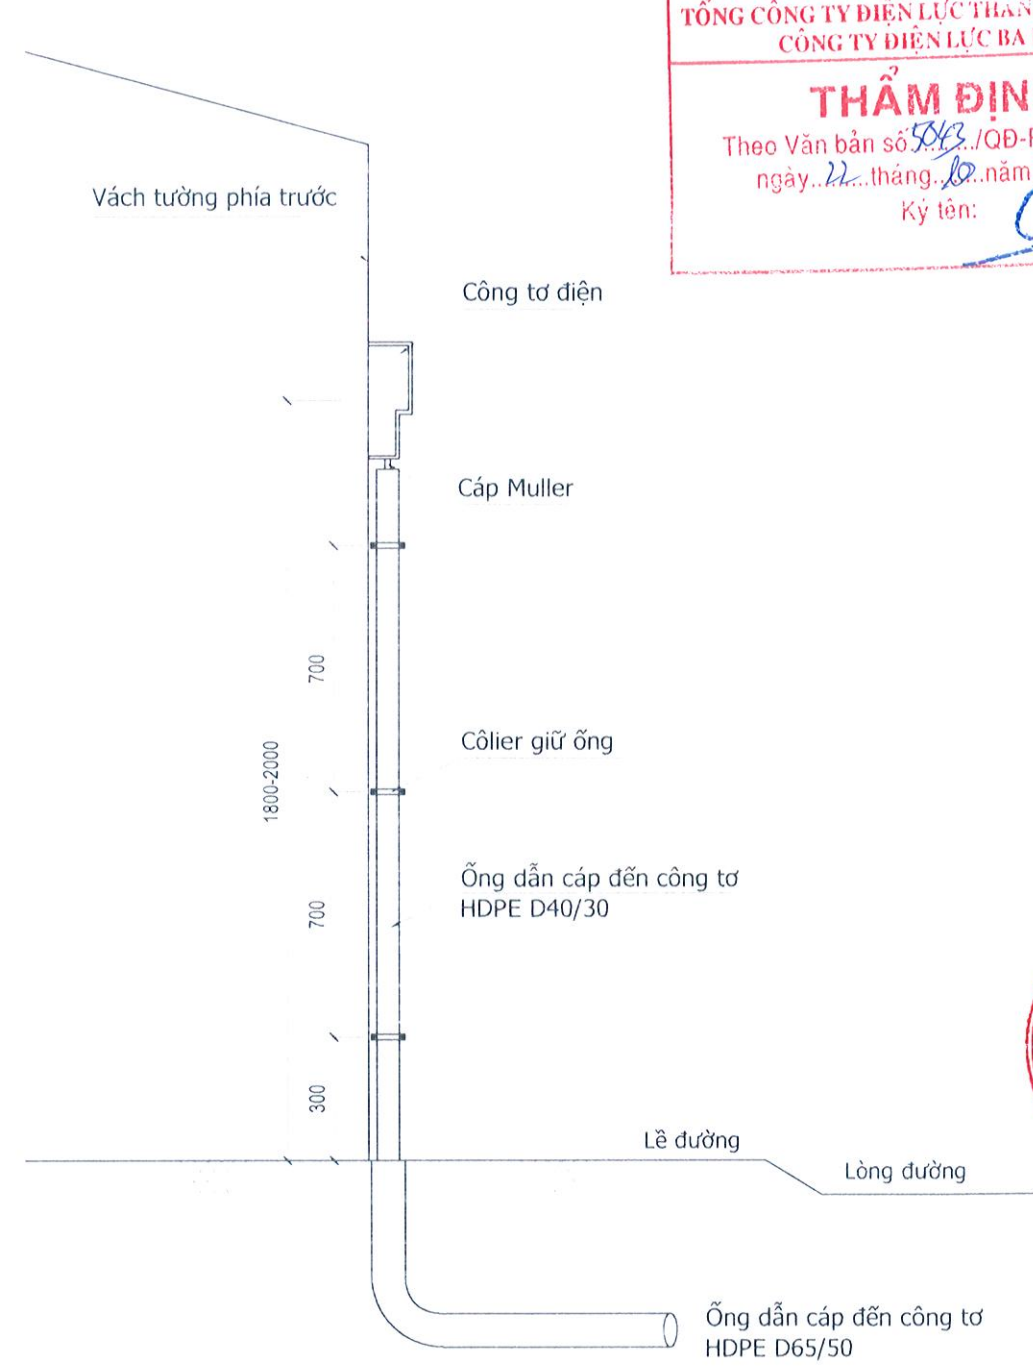 TỔNG CÔNG TY ĐIỆN LỰC
CÔNG TY ĐIỆN LỰC BA
THẨM
Theo Văn bản số 5043/QĐ-
ngày..22...tháng..10..năm
Ký tên:
Vách tường phía trước
Công tơ điện
Cáp Muller
700
Côlier giữ ống
1800-2000
Ống dẫn cáp đến công tơ
HDPE D40/30
700
300
Lề đường
Lòng đường
Ống dẫn cáp đến công tơ
HDPE D65/50